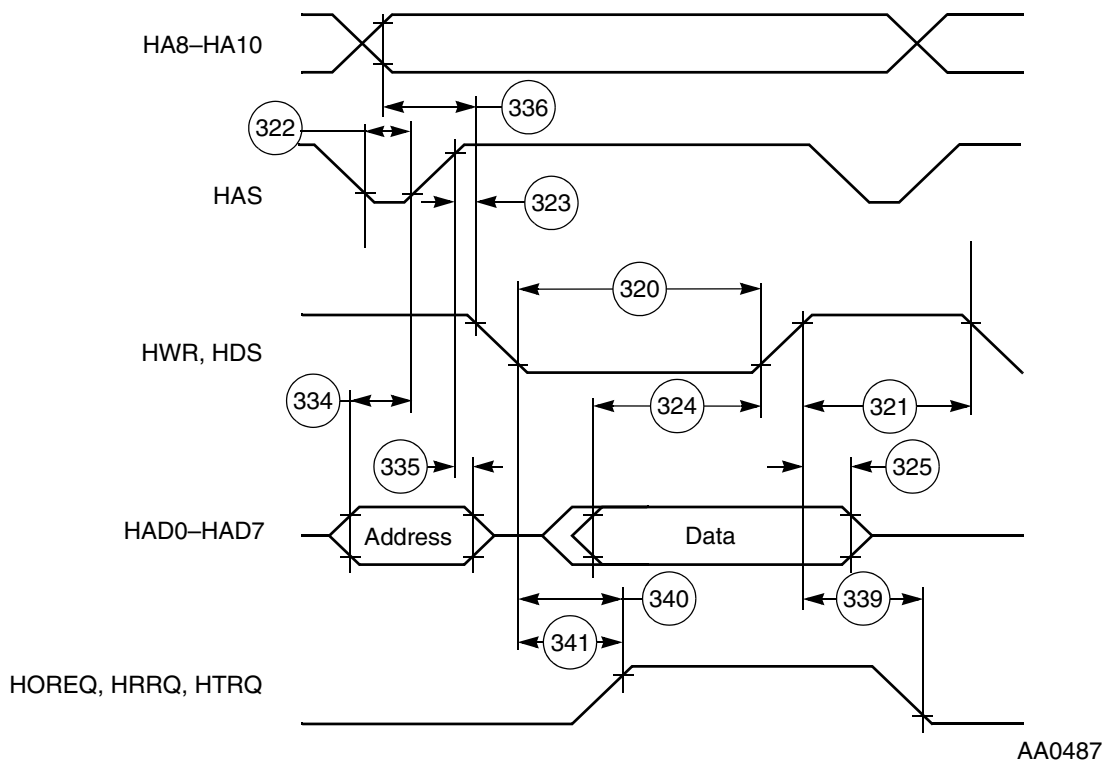 HA8–HA10
336
322
HAS
323
320
HWR, HDS
334
324
321
335
325
HAD0–HAD7
Address
Data
340
339
341
HOREQ, HRRQ, HTRQ
AA0487